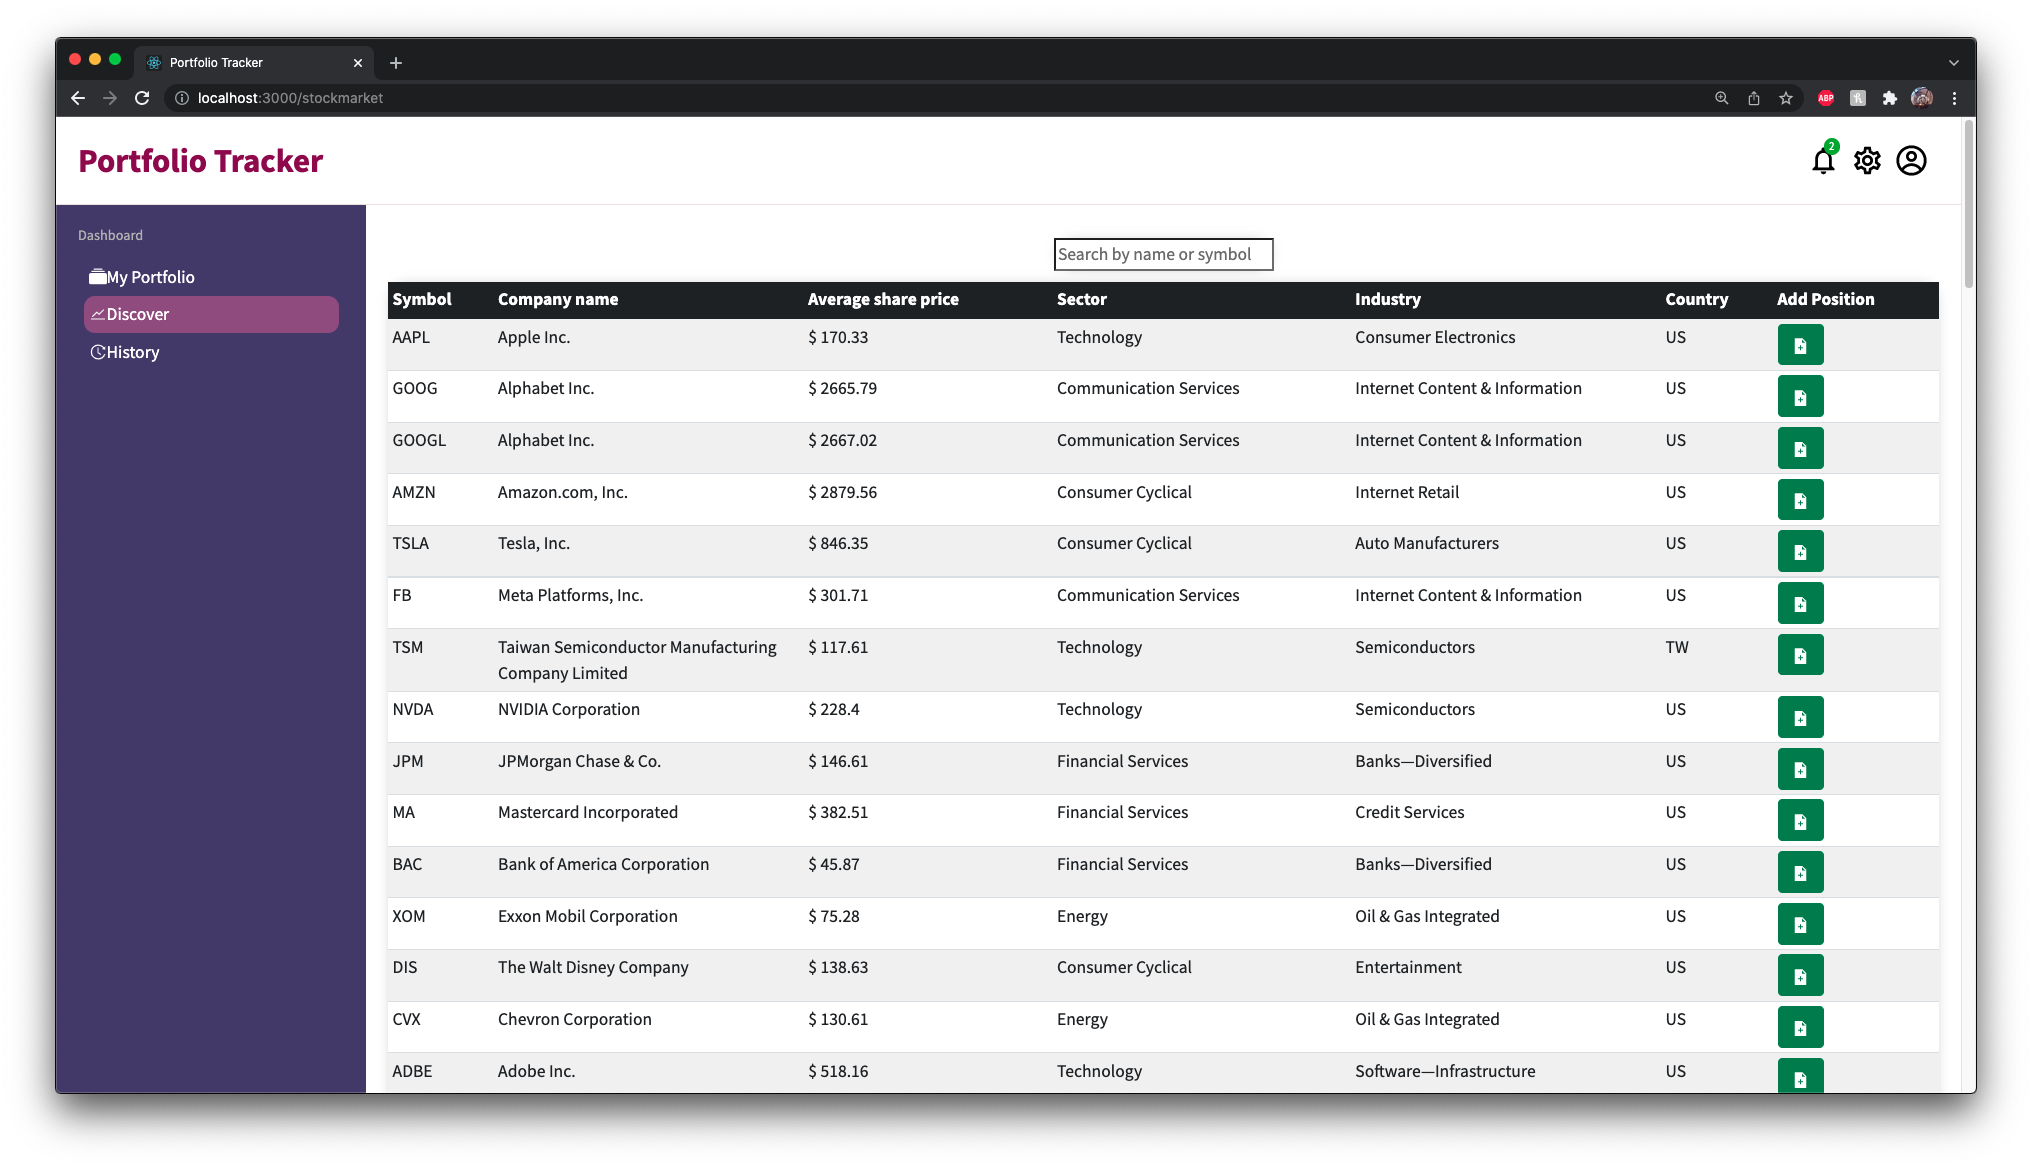 Portfolio Tracker
localhost:3000/stockmarket
ABP
Portfolio Tracker
2
Dashboard
My Portfolio
Discover
History
Search by name or symbol
Symbol Company name Average share price Sector Industry Country Add Position
AAPL Apple Inc. $ 170.33 Technology Consumer Electronics US
GOOG Alphabet Inc. $ 2665.79 Communication Services Internet Content & Information US
GOOGL Alphabet Inc. $ 2667.02 Communication Services Internet Content & Information US
AMZN Amazon.com, Inc. $ 2879.56 Consumer Cyclical Internet Retail US
TSLA Tesla, Inc. $ 846.35 Consumer Cyclical Auto Manufacturers US
FB Meta Platforms, Inc. $ 301.71 Communication Services Internet Content & Information US
TSM Taiwan Semiconductor Manufacturing $ 117.61 Technology Semiconductors TW
Company Limited
NVDA NVIDIA Corporation $ 228.4 Technology Semiconductors US
JPM JPMorgan Chase & Co. $ 146.61 Financial Services Banks—Diversified US
MA Mastercard Incorporated $ 382.51 Financial Services Credit Services US
BAC Bank of America Corporation $ 45.87 Financial Services Banks—Diversified US
XOM Exxon Mobil Corporation $ 75.28 Energy Oil & Gas Integrated US
DIS The Walt Disney Company $ 138.63 Consumer Cyclical Entertainment US
CVX Chevron Corporation $ 130.61 Energy Oil & Gas Integrated US
ADBE Adobe Inc. $ 518.16 Technology Software—Infrastructure US